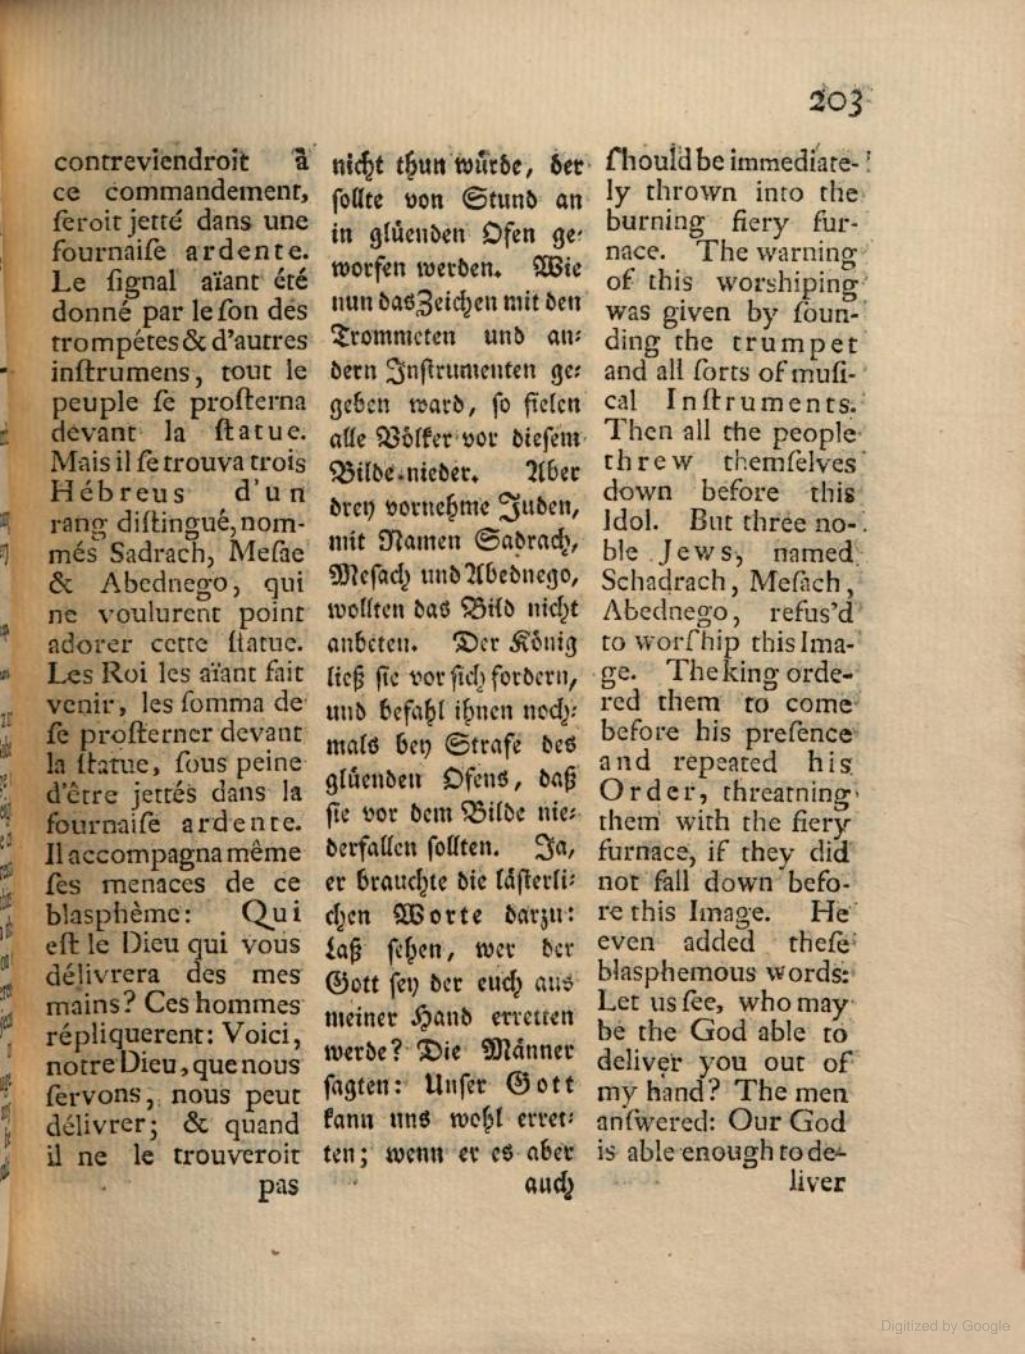 203
contreviendroit à
ce commandement,
ſeroit jetté dans une
fournaiſe ardente.
Le ſignal aïant été
donné par le ſon des
trompétes & d'autres
inſtrumens, tout le
peuple ſe proſterna
devant la ſtatue.
Mais il ſe trouva trois
Hébreus d'un
rang diſtingué, nom-
més Sadrach, Meſae
& Abednego, qui
ne voulurent point
adorer cette ſtatue.
Les Roi les aïant fait
venir, les ſomma de
ſe proſterner devant
la ſtatue, ſous peine
d'être jettés dans la
fournaiſe ardente.
Il accompagna même
ſes menaces de ce
blasphème: Qui
eſt le Dieu qui vous
délivrera des mes
mains? Ces hommes
répliquerent: Voici,
notre Dieu, que nous
ſervons, nous peut
délivrer; & quand
il ne le trouveroit
pas
nicht thun wůrde, der
ſollte von Stund an
in glůenden Ofen ge-
worfen werden. Wie
nun das Zeichen mit den
Trommeten und an-
dern Inſtrumenten ge-
geben ward, ſo fielen
alle Völker vor dieſem
Bilde nieder. Aber
drey vornehme Juden,
mit Namen Sadrach,
Meſach und Abednego,
wollten das Bild nicht
anbeten. Der König
ließ ſie vor ſich fordern,
und befahl ihnen noch-
mals bey Strafe des
glůenden Ofens, daß
ſie vor dem Bilde nie-
derfallen ſollten. Ja,
er brauchte die låſterli-
chen Worte darzu:
Laß ſehen, wer der
Gott ſey der euch aus
meiner Hand erretten
werde? Die Månner
ſagten: Unſer Gott
kann uns wohl erret-
ten; wenn er es aber
auch
ſhould be immediate-
ly thrown into the
burning fiery fur-
nace. The warning
of this worshiping
was given by ſoun-
ding the trumpet
and all ſorts of muſi-
cal Inſtruments.
Then all the people
threw themſelves
down before this
Idol. But three no-
ble Jews, named
Schadrach, Meſach,
Abednego, refus'd
to worſhip this Ima-
ge. The king orde-
red them to come
before his preſence
and repeated his
Order, threatning
them with the fiery
furnace, if they did
not fall down befo-
re this Image. He
even added theſe
blasphemous words:
Let us ſee, who may
be the God able to
deliver you out of
my hand? The men
anſwered: Our God
is able enough to de-
liver
Digitized by Google